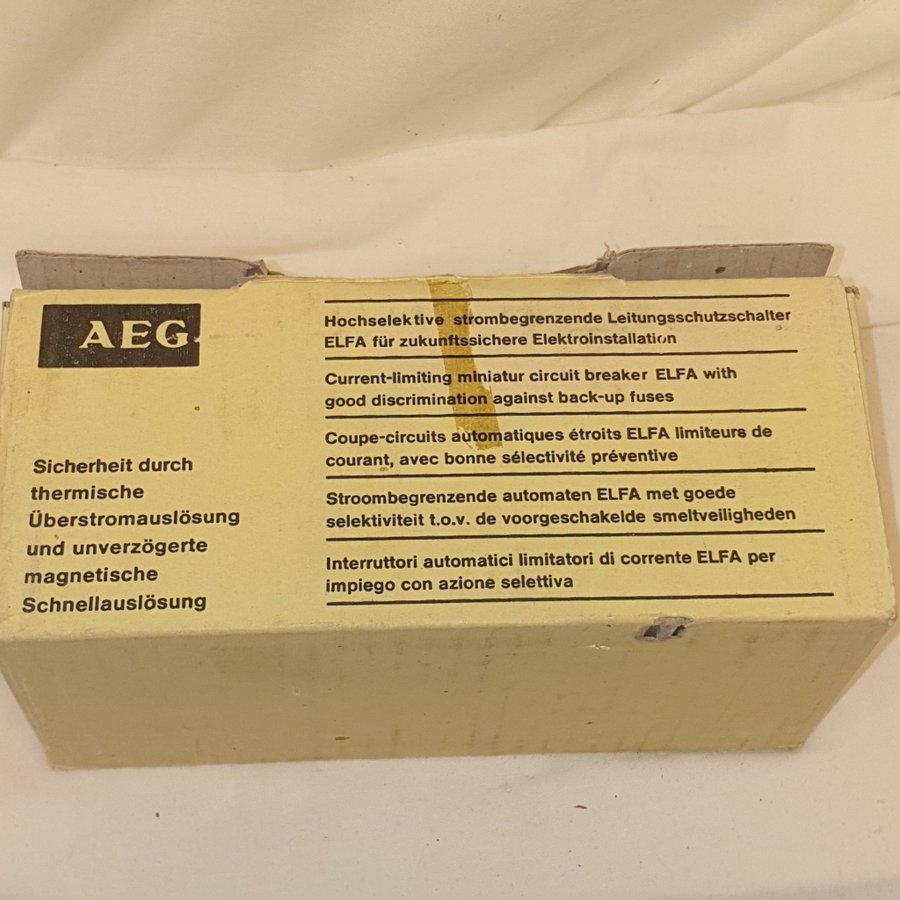 AEG
Sicherheit durch
thermische
Überstromauslösung
und unverzögerte
magnetische
Schnellauslösung
Hochselektive strombegrenzende Leitungsschutzschalter
ELFA für zukunftssichere Elektroinstallation
Current-limiting miniatur circuit breaker ELFA with
good discrimination against back-up fuses
Coupe-circuits automatiques étroits ELFA limiteurs de
courant, avec bonne sélectivité préventive
Stroombegrenzende automaten ELFA met goede
selektiviteit t.o.v. de voorgeschakelde smeltveiligheden
Interruttori automatici limitatori di corrente ELFA per
impiego con azione selettiva